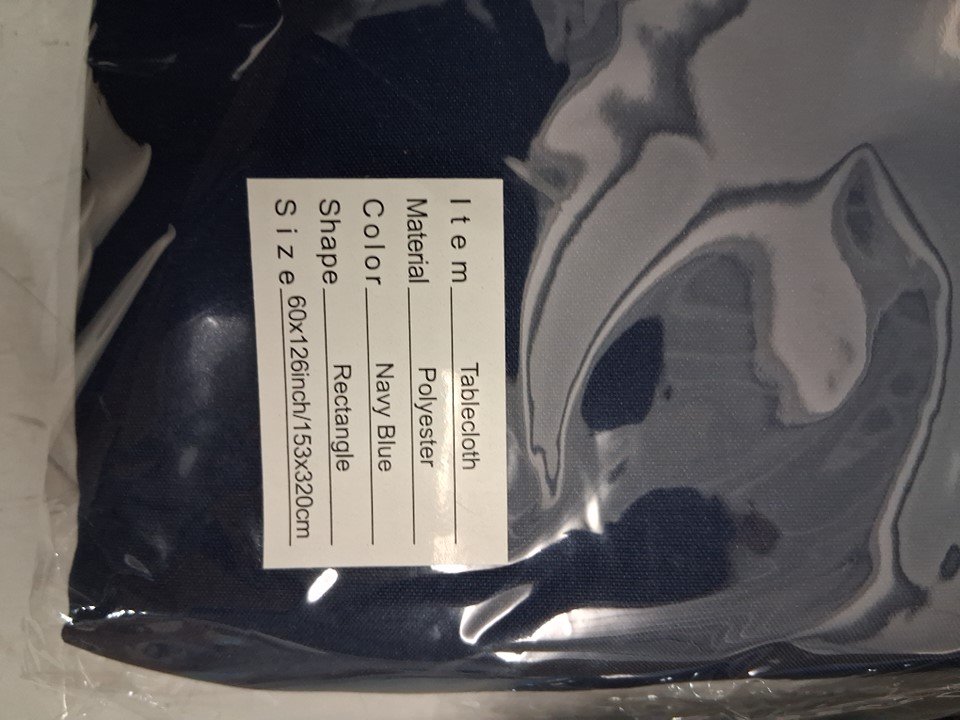 Item Tablecloth
Material Polyester
Color Navy Blue
Shape Rectangle
Size 60x126inch/153x320cm